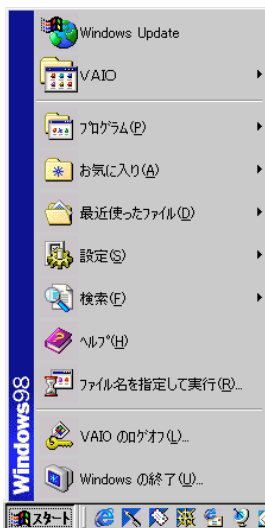 Windows Update
VAIO
ﾌﾟﾛｸﾞﾗﾑ(P)
お気に入り(A)
最近使ったﾌｧｲﾙ(D)
設定(S)
検索(F)
ﾍﾙﾌﾟ(H)
ﾌｧｲﾙ名を指定して実行(R)...
VAIO のﾛｸﾞｵﾌ(L)...
Windows の終了(U)...
Windows98
ｽﾀｰﾄ